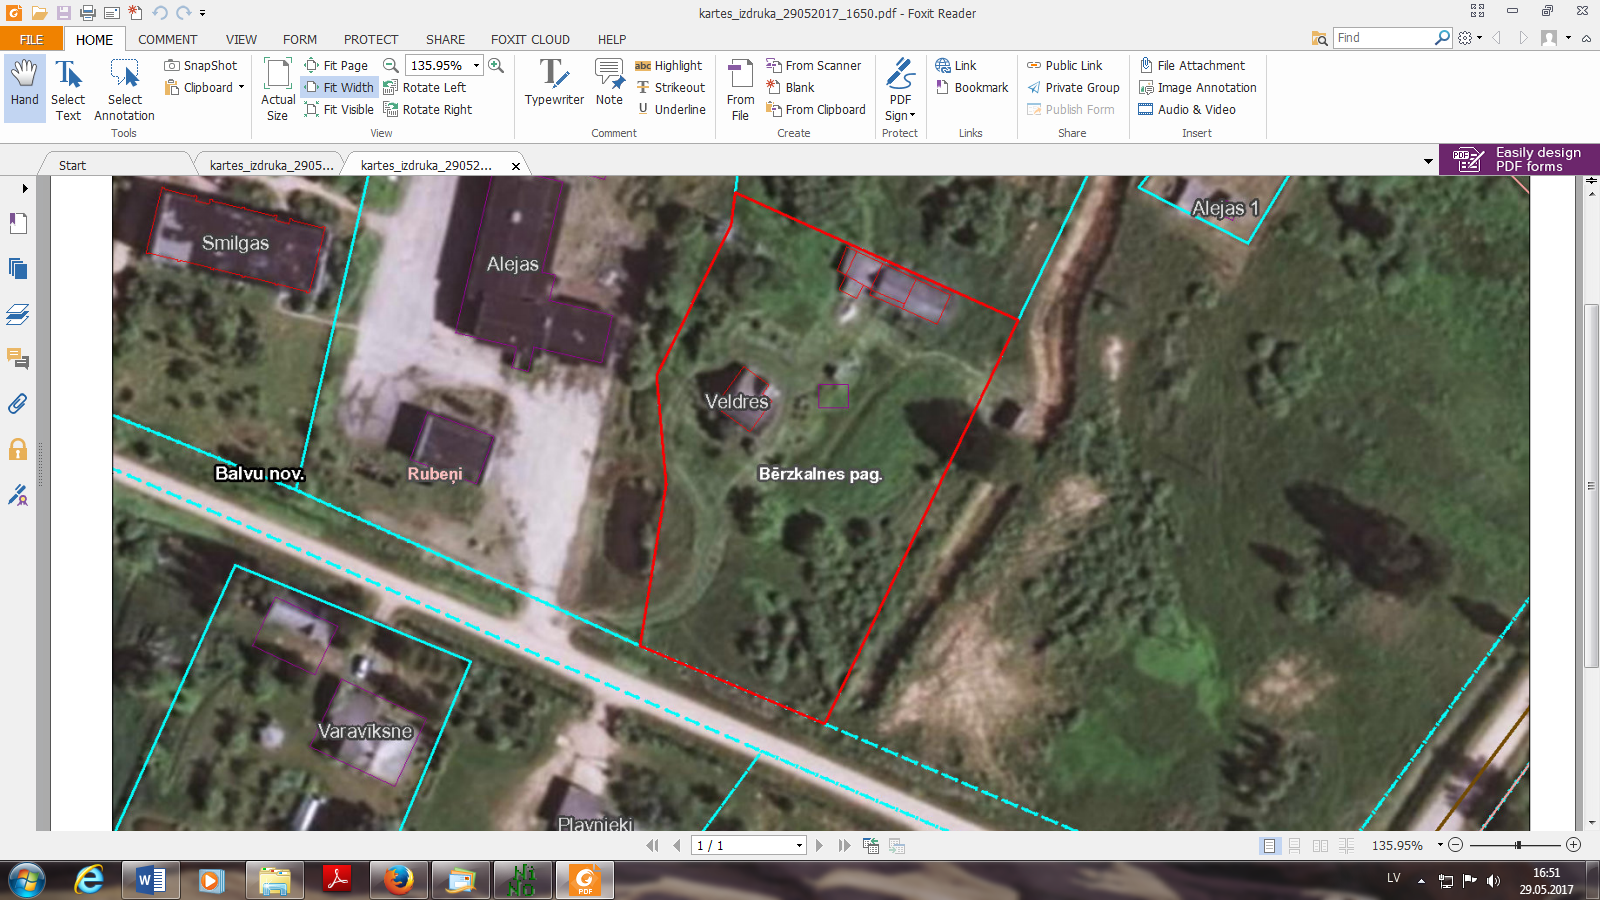 kartes_izdruka_29052017_1650.pdf - Foxit Reader
FILE HOME COMMENT VIEW FORM PROTECT SHARE FOXIT CLOUD HELP
Find
Hand
Select Text
Select Annotation
SnapShot
Clipboard
Tools
Actual Size
Fit Page
Fit Width
Fit Visible
135.95%
Rotate Left
Rotate Right
View
Typewriter
Note
Highlight
Strikeout
Underline
Comment
From File
From Scanner
Blank
From Clipboard
Create
PDF Sign
Protect
Link
Bookmark
Links
Public Link
Private Group
Publish Form
Share
File Attachment
Image Annotation
Audio & Video
Insert
Start
kartes_izdruka_2905...
kartes_izdruka_29052...
Easily design
PDF forms
Alejas 1
Smilgas
Alejas
Veldres
Balvu nov.
Rubeņi
Bērzkalnes pag.
Varavīksne
Pļavnieki
1 / 1
135.95%
LV
16:51
29.05.2017